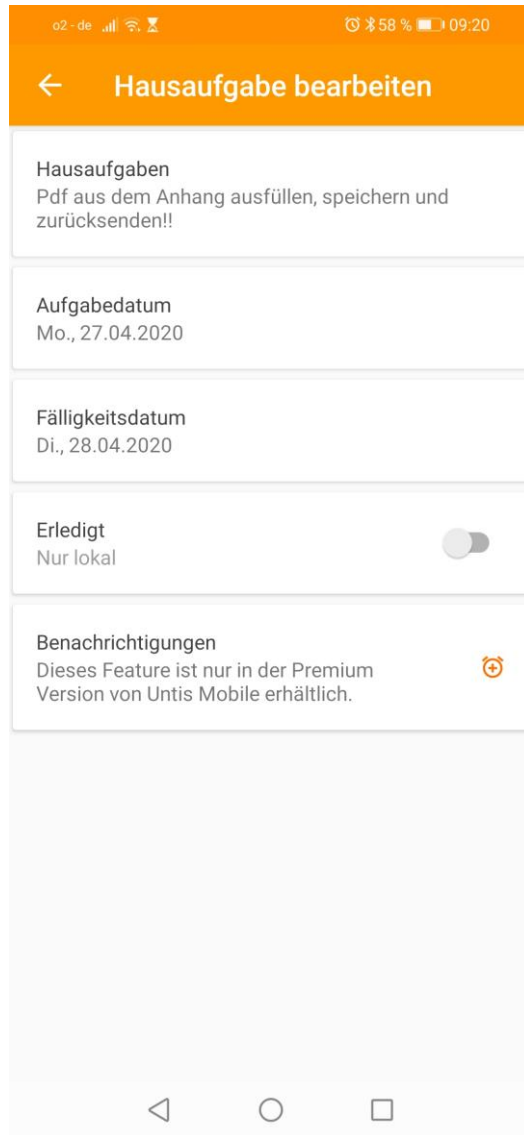 o2-de 58 % 09:20
Hausaufgabe bearbeiten
Hausaufgaben
Pdf aus dem Anhang ausfüllen, speichern und
zurücksenden!!
Aufgabedatum
Mo., 27.04.2020
Fälligkeitsdatum
Di., 28.04.2020
Erledigt
Nur lokal
Benachrichtigungen
Dieses Feature ist nur in der Premium
Version von Untis Mobile erhältlich.